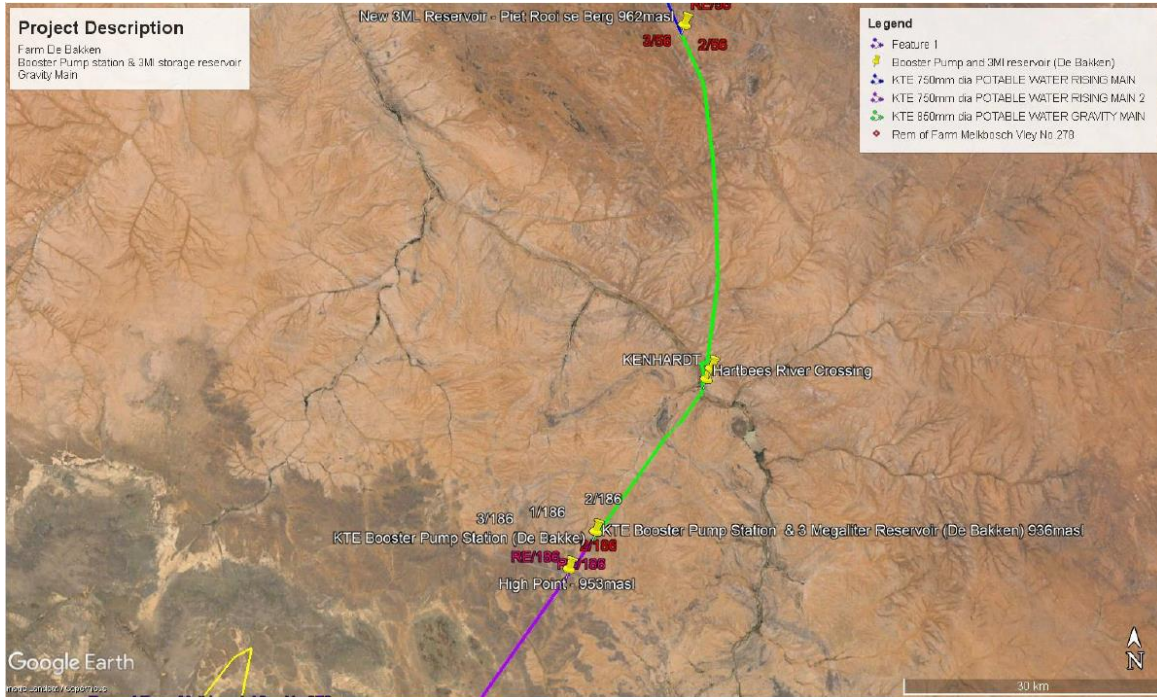 Project Description
Farm De Bakken
Booster Pump station & 3Ml storage reservoir
Gravity Main
Legend
Feature 1
Booster Pump and 3Ml reservoir (De Bakken)
KTE 750mm dia POTABLE WATER RISING MAIN
KTE 750mm dia POTABLE WATER RISING MAIN 2
KTE 850mm dia POTABLE WATER GRAVITY MAIN
Rem of Farm Melkbosch Vley No 278
New 3ML Reservoir - Piet Rooi se Berg 962masl
3/56
2/56
KENHARDT
Hartbees River Crossing
2/186
1/186
3/186
KTE Booster Pump Station & 3 Megaliter Reservoir (De Bakken) 936masl
KTE Booster Pump Station (De Bakke)
2/186
RE/186
High Point - 953masl
Google Earth
30 km
N